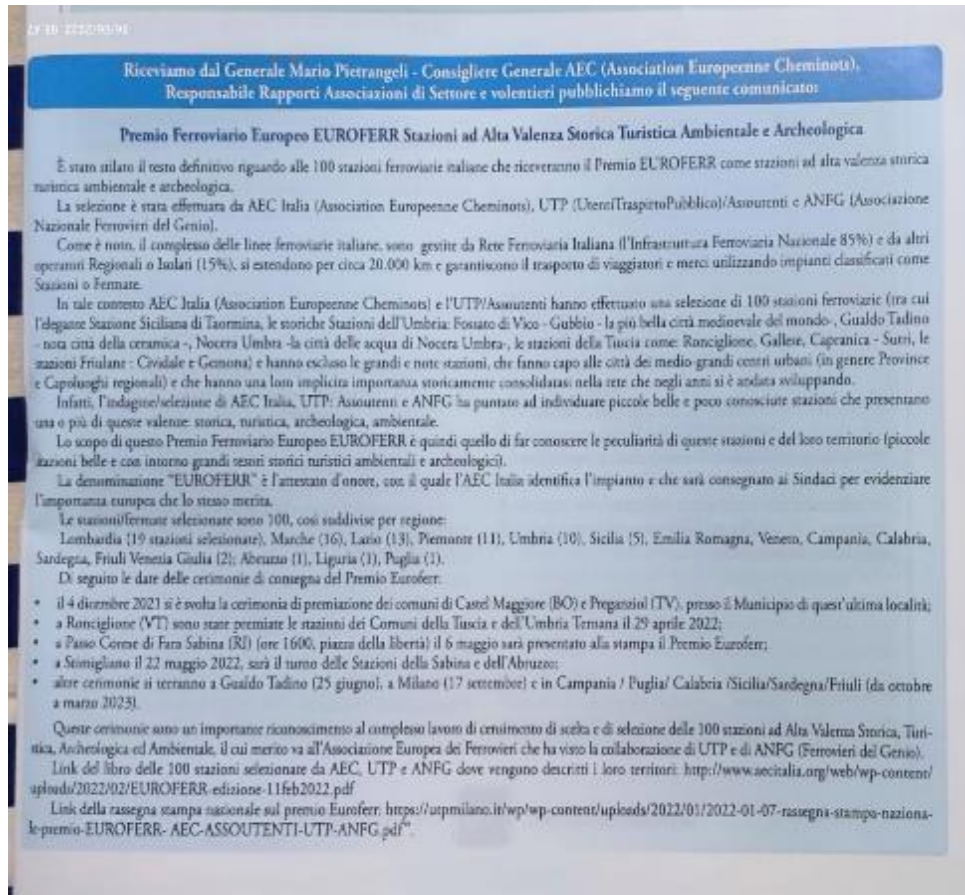 Riceviamo dal Generale Mario Pietrangeli - Consigliere Generale AEC (Association Europeenne Cheminots),
Responsabile Rapporti Associazioni di Settore e volentieri pubblichiamo il seguente comunicato:
Premio Ferroviario Europeo EUROFERR Stazioni ad Alta Valenza Storica Turistica Ambientale e Archeologica
È stato stilato il testo definitivo riguardo alle 100 stazioni ferroviarie italiane che riceveranno il Premio EUROFERR come stazioni ad alta valenza storica
turistica ambientale e archeologica.
La selezione è stata effettuata da AEC Italia (Association Europeenne Cheminots), UTP (UtentiTrasportoPubblico)/Assoutenti e ANFG (Associazione
Nazionale Ferrovieri del Genio).
Come è noto, il complesso delle linee ferroviarie italiane, sono gestite da Rete Ferroviaria Italiana (l'Infrastruttura Ferroviaria Nazionale 85%) e da altri
operatori Regionali o Isolati (15%), si estendono per circa 20.000 km e garantiscono il trasporto di viaggiatori e merci utilizzando impianti classificati come
Stazioni o Fermate.
In tale contesto AEC Italia (Association Europeenne Cheminots) e l'UTP/Assoutenti hanno effettuato una selezione di 100 stazioni ferroviarie (tra cui
l'elegante Stazione Siciliana di Taormina, le storiche Stazioni dell'Umbria: Fossato di Vico - Gubbio - la più bella città medioevale del mondo-, Gualdo Tadino
- nota città della ceramica -, Nocera Umbra -la città delle acqua di Nocera Umbra-, le stazioni della Tuscia come: Ronciglione, Gallese, Capranica - Sutri, le
stazioni Friulane : Cividale e Gemona) e hanno escluso le grandi e note stazioni, che fanno capo alle città dei medio-grandi centri urbani (in genere Province
e Capoluoghi regionali) e che hanno una loro implicita importanza storicamente consolidatasi nella rete che negli anni si è andata sviluppando.
Infatti, l'indagine/selezione di AEC Italia, UTP: Assoutenti e ANFG ha puntato ad individuare piccole belle e poco conosciute stazioni che presentano
una o più di queste valenze: storica, turistica, archeologica, ambientale.
Lo scopo di questo Premio Ferroviario Europeo EUROFERR è quindi quello di far conoscere le peculiarità di queste stazioni e del loro territorio (piccole
stazioni belle e con intorno grandi tesori storici turistici ambientali e archeologici).
La denominazione "EUROFERR" è l'attestato d'onore, con il quale l'AEC Italia identifica l'impianto e che sarà consegnato ai Sindaci per evidenziare
l'importanza europea che lo stesso merita.
Le stazioni/fermate selezionate sono 100, così suddivise per regione:
Lombardia (19 stazioni selezionate), Marche (16), Lazio (13), Piemonte (11), Umbria (10), Sicilia (5), Emilia Romagna, Veneto, Campania, Calabria,
Sardegna, Friuli Venezia Giulia (2); Abruzzo (1), Liguria (1), Puglia (1).
Di seguito le date delle cerimonie di consegna del Premio Euroferr:
• il 4 dicembre 2021 si è svolta la cerimonia di premiazione dei comuni di Castel Maggiore (BO) e Preganziol (TV), presso il Municipio di quest'ultima località;
• a Ronciglione (VT) sono state premiate le stazioni dei Comuni della Tuscia e dell'Umbria Ternana il 29 aprile 2022;
• a Passo Corese di Fara Sabina (RI) (ore 1600, piazza della libertà) il 6 maggio sarà presentato alla stampa il Premio Euroferr;
• a Stimigliano il 22 maggio 2022, sarà il turno delle Stazioni della Sabina e dell'Abruzzo;
• altre cerimonie si terranno a Gualdo Tadino (25 giugno), a Milano (17 settembre) e in Campania / Puglia/ Calabria /Sicilia/Sardegna/Friuli (da ottobre
a marzo 2023).
Queste cerimonie sono un importante riconoscimento al complesso lavoro di censimento di scelta e di selezione delle 100 stazioni ad Alta Valenza Storica, Turi-
stica, Archeologica ed Ambientale, il cui merito va all'Associazione Europea dei Ferrovieri che ha visto la collaborazione di UTP e di ANFG (Ferrovieri del Genio).
Link del libro delle 100 stazioni selezionate da AEC, UTP e ANFG dove vengono descritti i loro territori: http://www.aecitalia.org/web/wp-content/
uploads/2022/02/EUROFERR-edizione-11feb2022.pdf
Link della rassegna stampa nazionale sul premio Euroferr: https://utpmilano.it/wp/wp-content/uploads/2022/01/2022-01-07-rassegna-stampa-naziona-
le-premio-EUROFERR- AEC-ASSOUTENTI-UTP-ANFG.pdf".